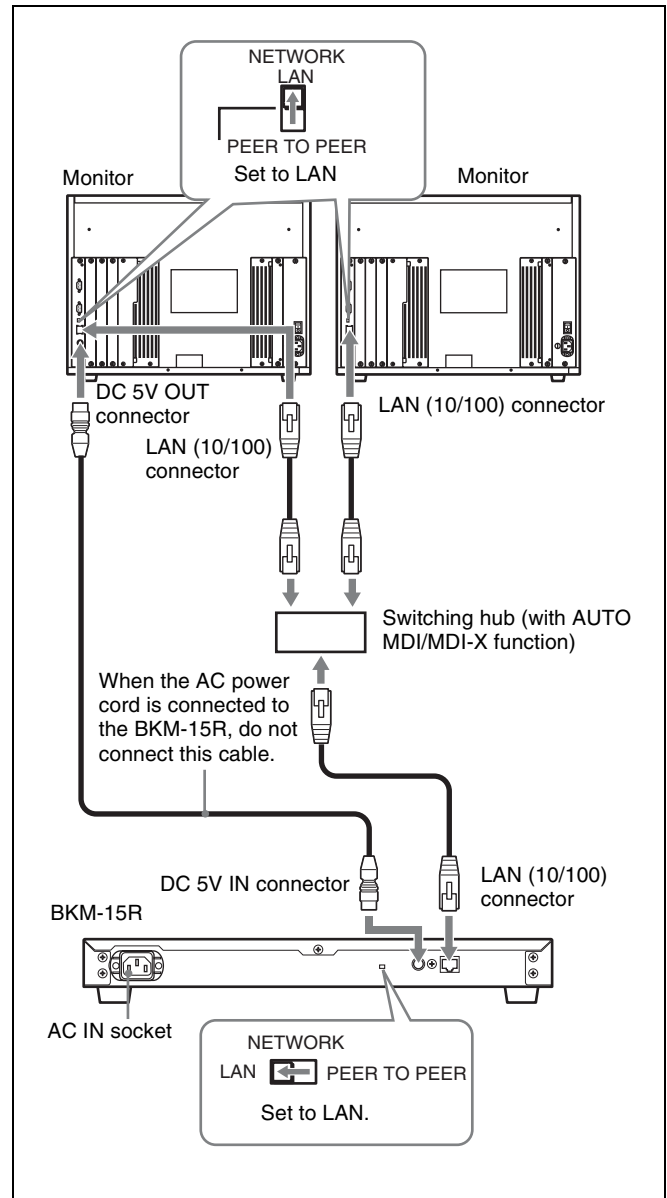 NETWORK
LAN
PEER TO PEER
Set to LAN
Monitor
Monitor
DC 5V OUT
connector
LAN (10/100)
connector
LAN (10/100) connector
Switching hub (with AUTO
MDI/MDI-X function)
When the AC power
cord is connected to
the BKM-15R, do not
connect this cable.
DC 5V IN connector
LAN (10/100)
connector
BKM-15R
AC IN socket
NETWORK
LAN
PEER TO PEER
Set to LAN.